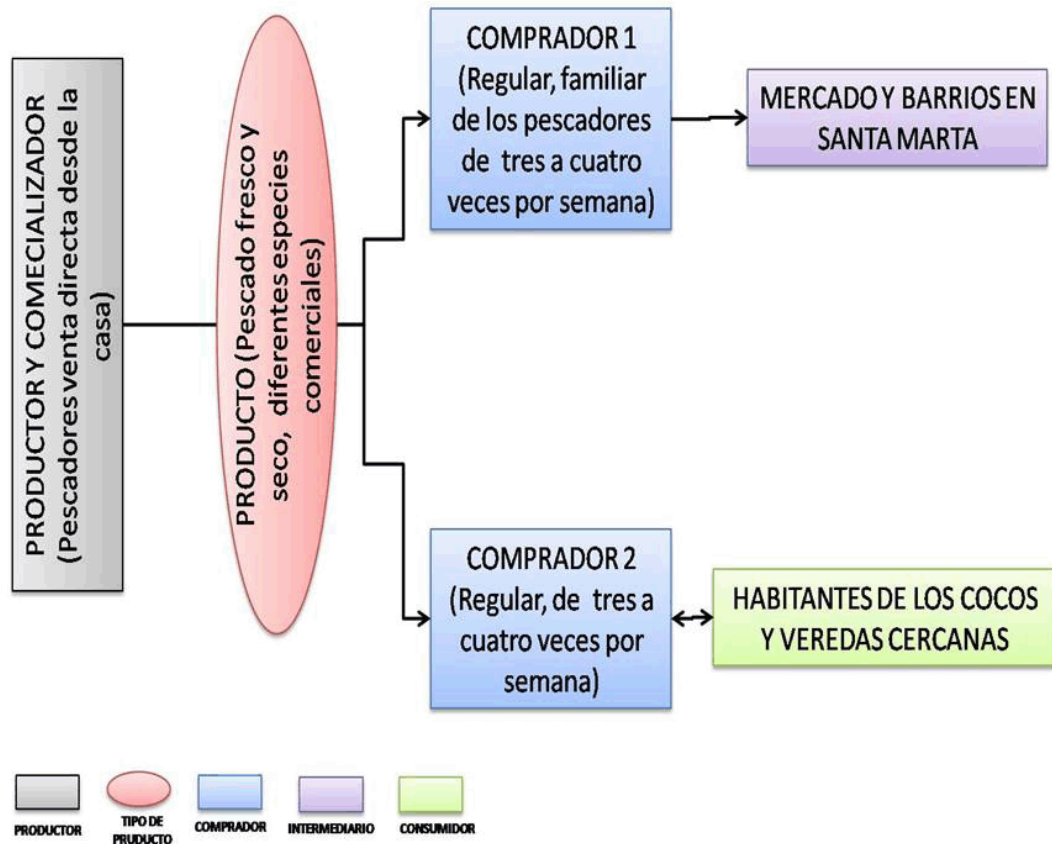 PRODUCTOR Y COMECIALIZADOR
(Pescadores venta directa desde la
casa)
PRODUCTO (Pescado fresco y
seco, diferentes especies
comerciales)
COMPRADOR 1
(Regular, familiar
de los pescadores
de tres a cuatro
veces por semana)
MERCADO Y BARRIOS EN
SANTA MARTA
COMPRADOR 2
(Regular, de tres a
cuatro veces por
semana)
HABITANTES DE LOS COCOS
Y VEREDAS CERCANAS
PRODUCTOR
TIPO DE
PRUDUCTO
COMPRADOR
INTERMEDIARIO
CONSUMIDOR